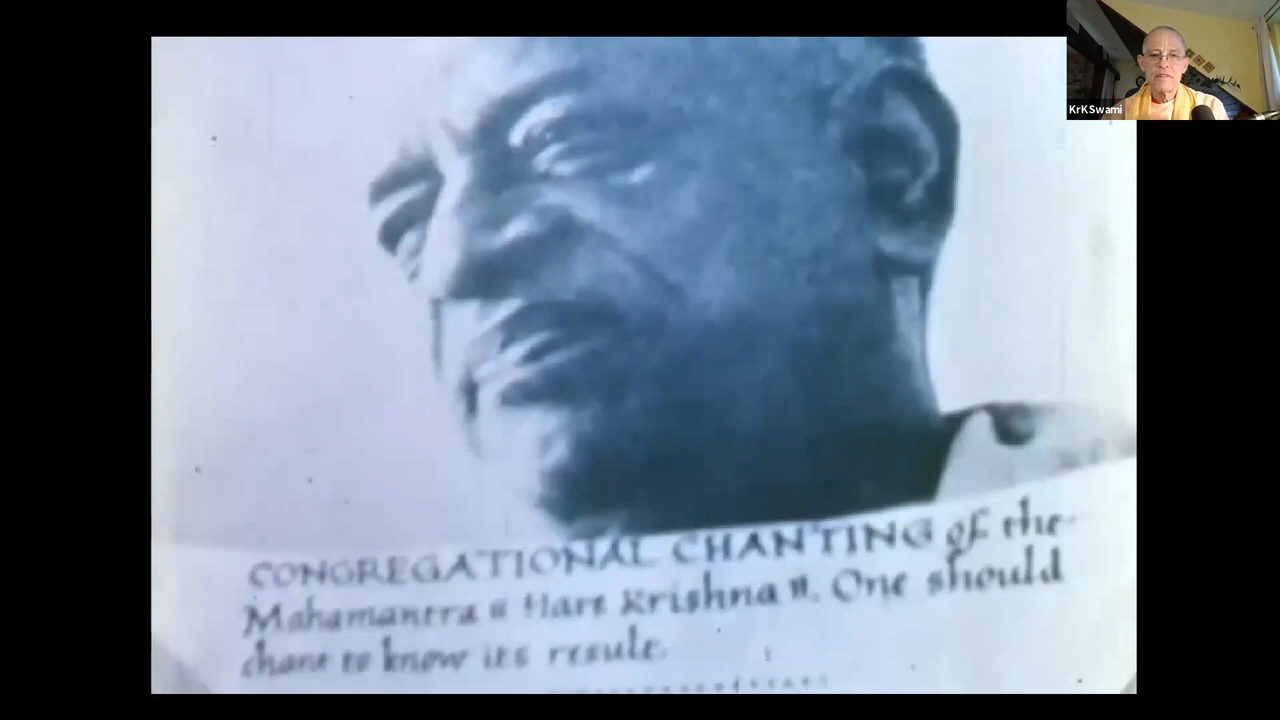 KrKSwami
CONGREGATIONAL CHANTING of the
Mahamantra "Hare Krishna". One should
chant to know its result.